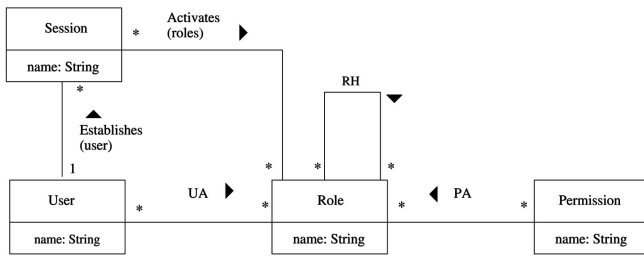 Session
name: String
*
Activates
(roles)
*
Establishes
(user)
1
RH
*
*
*
User
name: String
*
UA
*
Role
name: String
*
PA
*
Permission
name: String